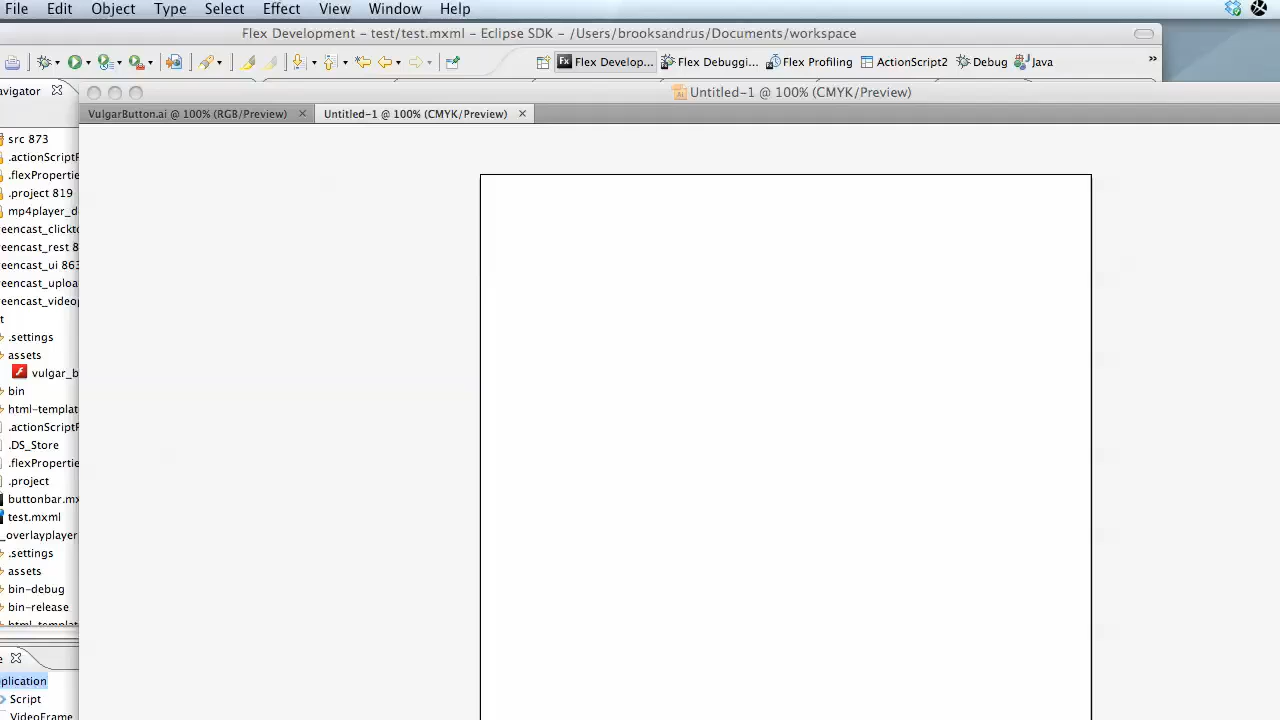 File Edit Object Type Select Effect View Window Help
Flex Development - test/test.mxml - Eclipse SDK - /Users/brooksandrus/Documents/workspace
Flex Develop... Flex Debuggi... Flex Profiling ActionScript2 Debug Java »
avigator
Untitled-1 @ 100% (CMYK/Preview)
VulgarButton.ai @ 100% (RGB/Preview) Untitled-1 @ 100% (CMYK/Preview)
src 873
.actionScriptP
.flexPropertie
.project 819
mp4player_d
eencast_clickt
eencast_rest 8
eencast_ui 863
eencast_uploa
eencast_videop
t
.settings
assets
vulgar_b
bin
html-templat
.actionScriptP
.DS_Store
.flexPropertie
.project
buttonbar.mx
test.mxml
_overlayplayer
.settings
assets
bin-debug
bin-release
html-templat
e
plication
Script
VideoFrame